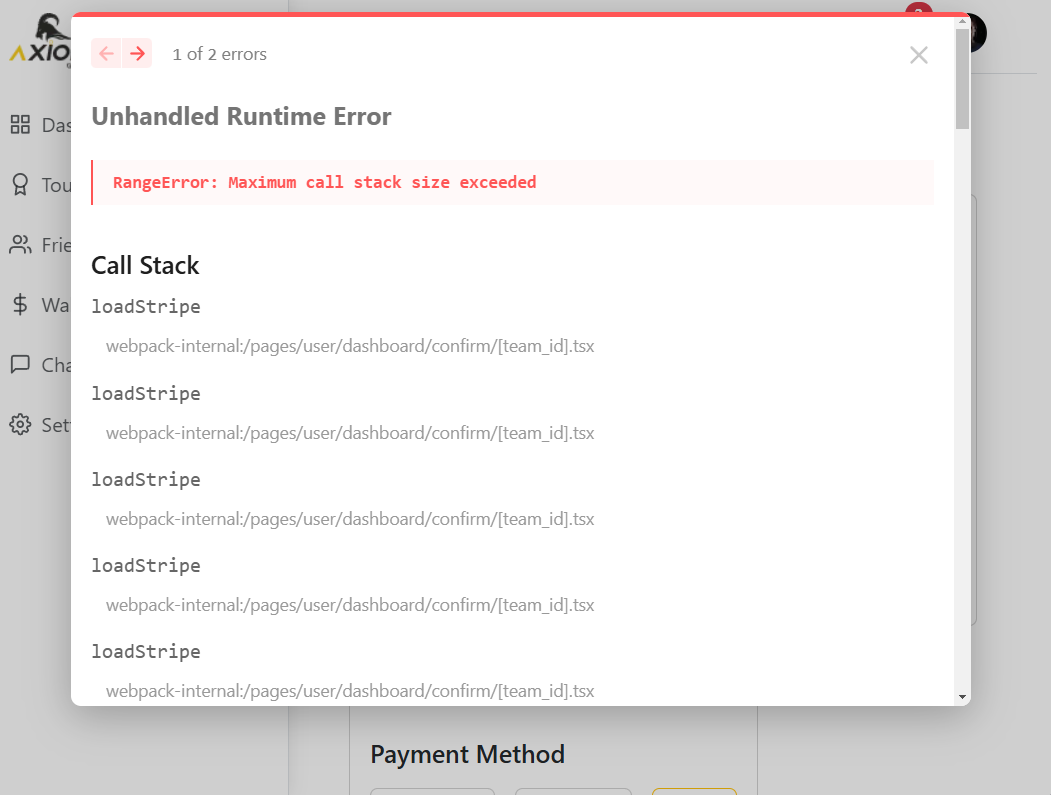 1 of 2 errors
Unhandled Runtime Error
RangeError: Maximum call stack size exceeded
Call Stack
loadStripe
webpack-internal:/pages/user/dashboard/confirm/[team_id].tsx
loadStripe
webpack-internal:/pages/user/dashboard/confirm/[team_id].tsx
loadStripe
webpack-internal:/pages/user/dashboard/confirm/[team_id].tsx
loadStripe
webpack-internal:/pages/user/dashboard/confirm/[team_id].tsx
loadStripe
webpack-internal:/pages/user/dashboard/confirm/[team_id].tsx
AXIO
Das
Tou
Frie
Wa
Cha
Sett
Payment Method